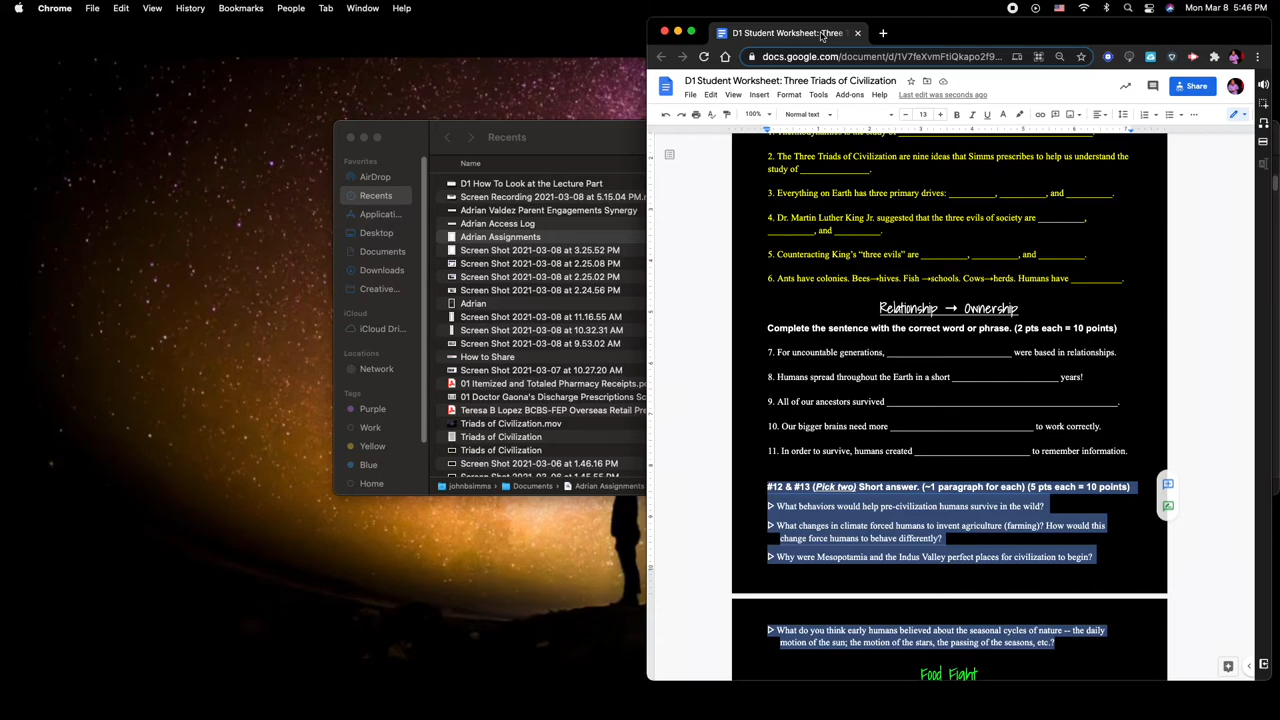 Chrome File Edit View History Bookmarks People Tab Window Help
Mon Mar 8 5:46 PM
D1 Student Worksheet: Three
docs.google.com/document/d/1V7feXvmFtiQkapo2f9...
D1 Student Worksheet: Three Triads of Civilization
File Edit View Insert Format Tools Add-ons Help Last edit was seconds ago
Share
100% Normal text 13
Recents
Favorites
AirDrop
Recents
Applicati...
Desktop
Documents
Downloads
Creative...
iCloud
iCloud Dri...
Locations
Network
Tags
Purple
Work
Yellow
Blue
Home
Name
D1 How To Look at the Lecture Part
Screen Recording 2021-03-08 at 5.15.04 PM.m
Adrian Valdez Parent Engagements Synergy
Adrian Access Log
Adrian Assignments
Screen Shot 2021-03-08 at 3.25.52 PM
Screen Shot 2021-03-08 at 2.25.08 PM
Screen Shot 2021-03-08 at 2.25.02 PM
Screen Shot 2021-03-08 at 2.24.56 PM
Adrian
Screen Shot 2021-03-08 at 11.16.55 AM
Screen Shot 2021-03-08 at 10.32.31 AM
Screen Shot 2021-03-08 at 9.53.02 AM
How to Share
Screen Shot 2021-03-07 at 10.27.20 AM
01 Itemized and Totaled Pharmacy Receipts.pd
01 Doctor Gaona's Discharge Prescriptions Sc
Teresa B Lopez BCBS-FEP Overseas Retail Pre
Triads of Civilization.mov
Triads of Civilization
Triads of Civilization
Screen Shot 2021-03-06 at 1.46.16 PM
johnbsimms › Documents › Adrian Assignments
1. Thermodynamics is the study of ____________________.
2. The Three Triads of Civilization are nine ideas that Simms prescribes to help us understand the
study of _______________.
3. Everything on Earth has three primary drives: __________, __________, and __________.
4. Dr. Martin Luther King Jr. suggested that the three evils of society are __________,
__________, and __________.
5. Counteracting King's “three evils” are __________, __________, and __________.
6. Ants have colonies. Bees→hives. Fish →schools. Cows→herds. Humans have ___________.
Relationship → Ownership
Complete the sentence with the correct word or phrase. (2 pts each = 10 points)
7. For uncountable generations, __________________________ were based in relationships.
8. Humans spread throughout the Earth in a short ______________________ years!
9. All of our ancestors survived ________________________________________________.
10. Our bigger brains need more ______________________________ to work correctly.
11. In order to survive, humans created ________________________ to remember information.
#12 & #13 (Pick two) Short answer. (~1 paragraph for each) (5 pts each = 10 points)
What behaviors would help pre-civilization humans survive in the wild?
What changes in climate forced humans to invent agriculture (farming)? How would this
change force humans to behave differently?
Why were Mesopotamia and the Indus Valley perfect places for civilization to begin?
What do you think early humans believed about the seasonal cycles of nature -- the daily
motion of the sun; the motion of the stars, the passing of the seasons, etc.?
Food Fight